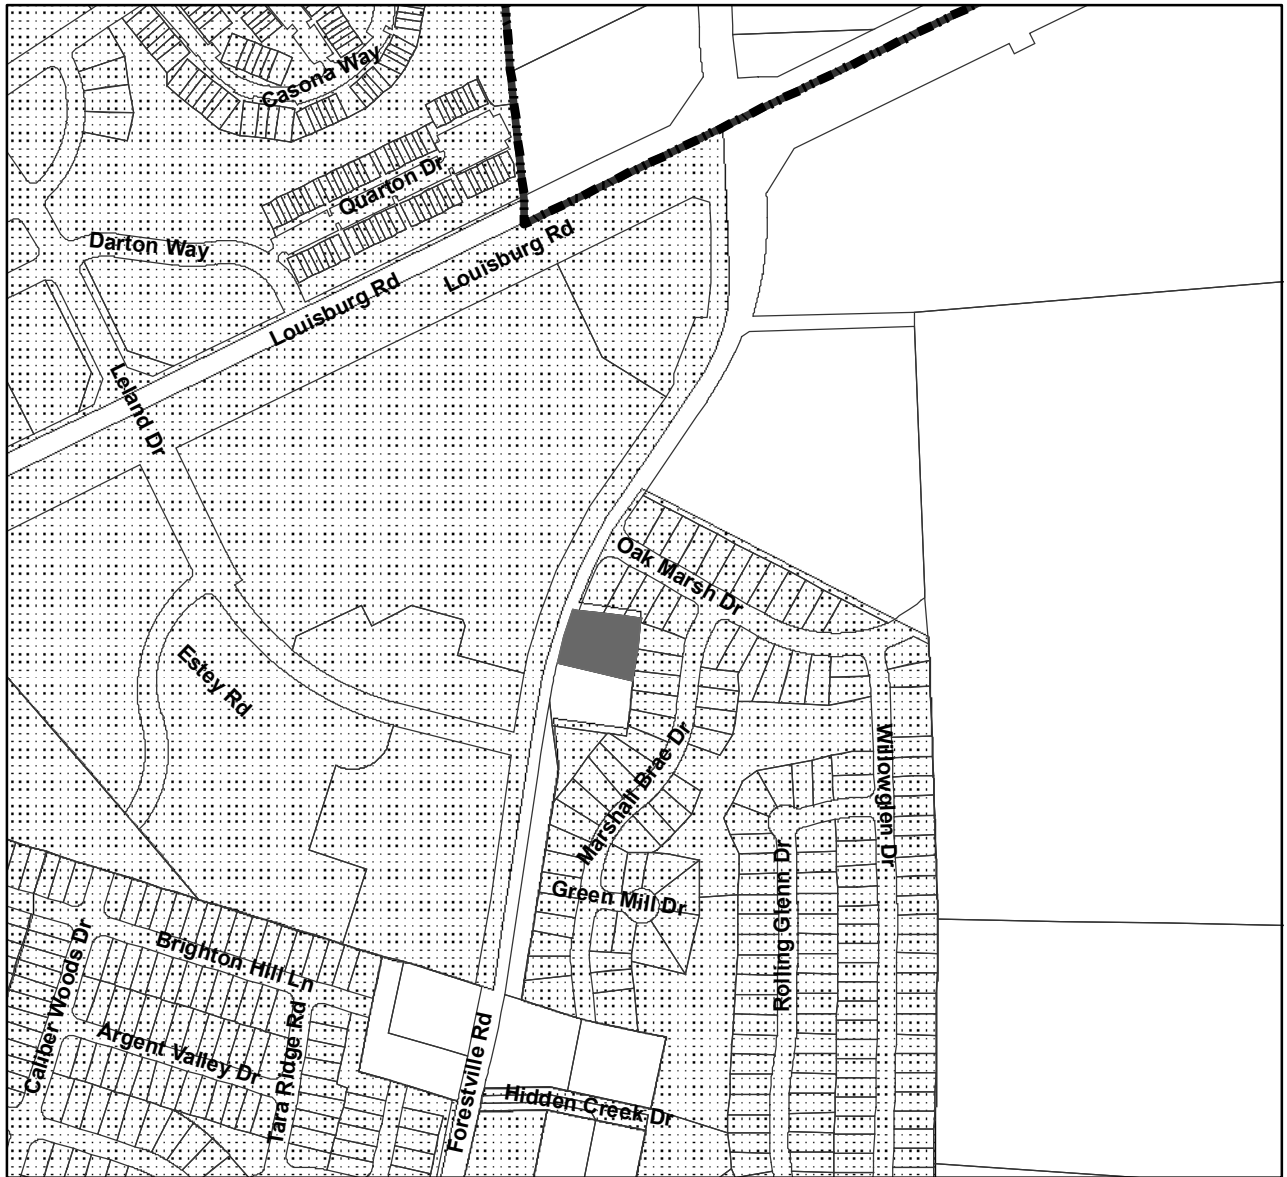 Casona Way
Quarton Dr
Darton Way
Louisburg Rd
Louisburg Rd
Leland Dr
Oak Marsh Dr
Estey Rd
Marshall Brae Dr
Willowglen Dr
Green Mill Dr
Rolling Glenn Dr
Brighton Hill Ln
Caliber Woods Dr
Argent Valley Dr
Tara Ridge Rd
Forestville Rd
Hidden Creek Dr